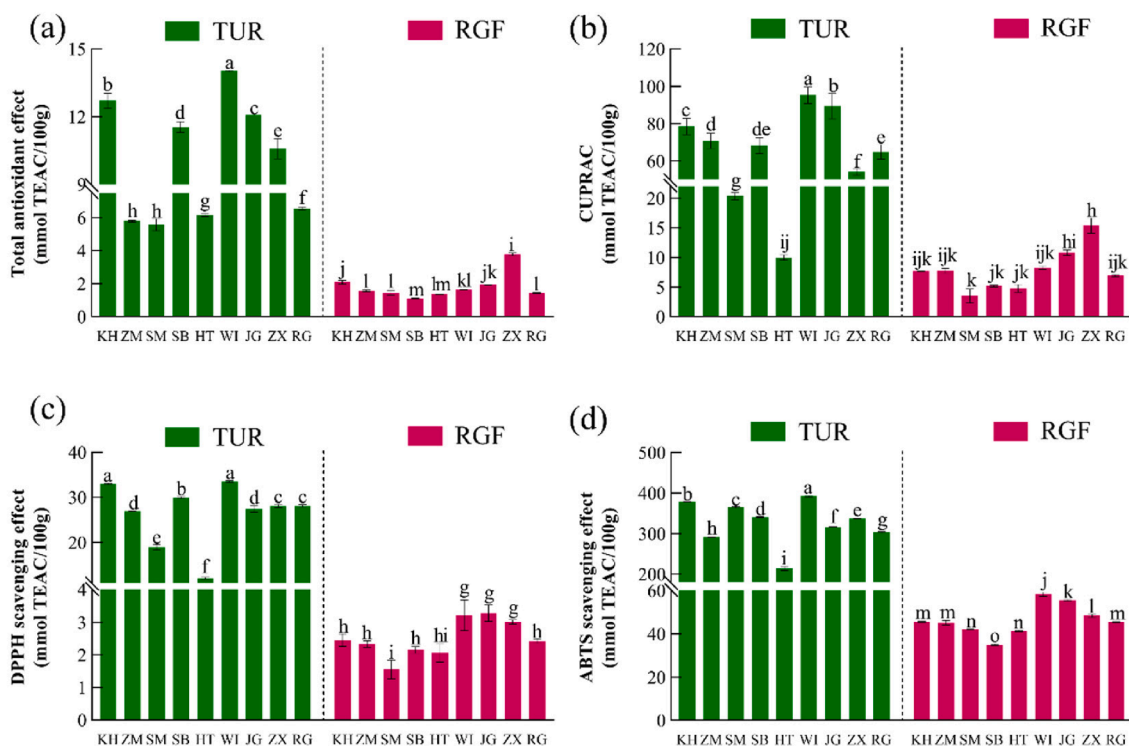 (a)
TUR
RGF
Total antioxidant effect
(mmol TEAC/100g)
15
12
9
6
4
2
0
b
h
h
d
g
a
c
e
f
j
l
l
m
lm
kl
jk
i
l
KH ZM SM SB HT WI JG ZX RG
KH ZM SM SB HT WI JG ZX RG
(b)
TUR
RGF
CUPRAC
(mmol TEAC/100g)
120
100
80
60
40
20
15
10
5
0
c
d
g
de
ij
a
b
f
e
ijk
ijk
k
jk
jk
ijk
hi
h
ijk
KH ZM SM SB HT WI JG ZX RG
KH ZM SM SB HT WI JG ZX RG
(c)
TUR
RGF
DPPH scavenging effect
(mmol TEAC/100g)
40
30
20
4
3
2
1
0
a
d
e
b
f
a
d
c
c
h
h
i
h
hi
g
g
g
h
KH ZM SM SB HT WI JG ZX RG
KH ZM SM SB HT WI JG ZX RG
(d)
TUR
RGF
ABTS scavenging effect
(mmol TEAC/100g)
500
400
300
200
60
40
20
0
b
h
c
d
i
a
f
e
g
m
m
n
o
n
j
k
l
m
KH ZM SM SB HT WI JG ZX RG
KH ZM SM SB HT WI JG ZX RG